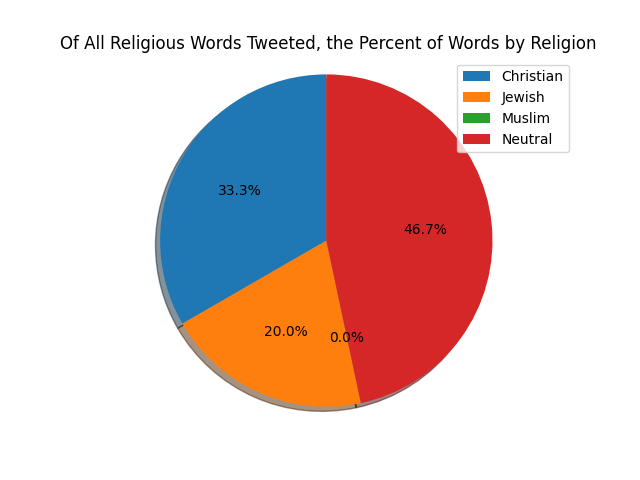 Of All Religious Words Tweeted, the Percent of Words by Religion
Christian
Jewish
Muslim
Neutral
33.3%
46.7%
20.0%
0.0%